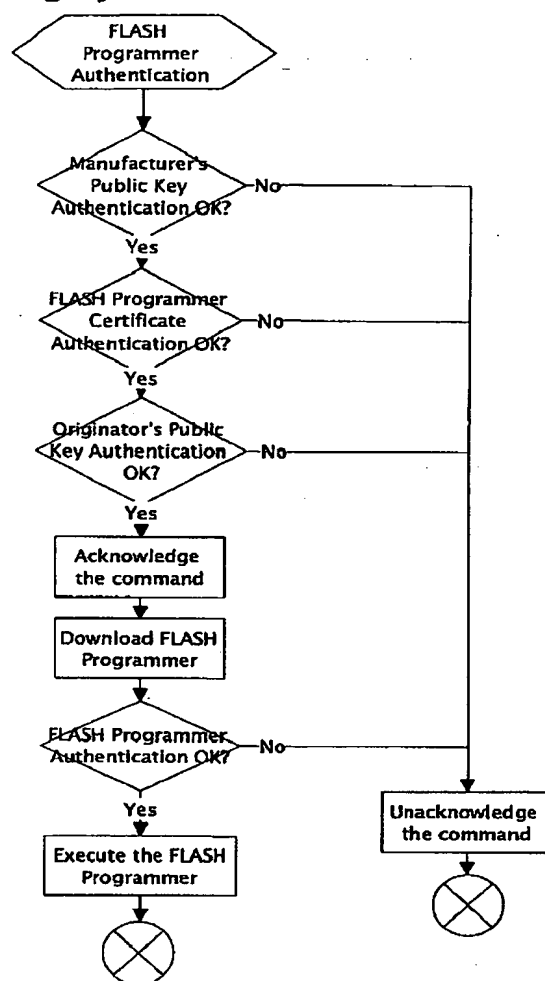 FLASH
Programmer
Authentication
Manufacturer's
Public Key
Authentication OK?
No
Yes
FLASH Programmer
Certificate
Authentication OK?
No
Yes
Originator's Public
Key Authentication
OK?
No
Yes
Acknowledge
the command
Download FLASH
Programmer
FLASH Programmer
Authentication OK?
No
Yes
Unacknowledge
the command
Execute the FLASH
Programmer